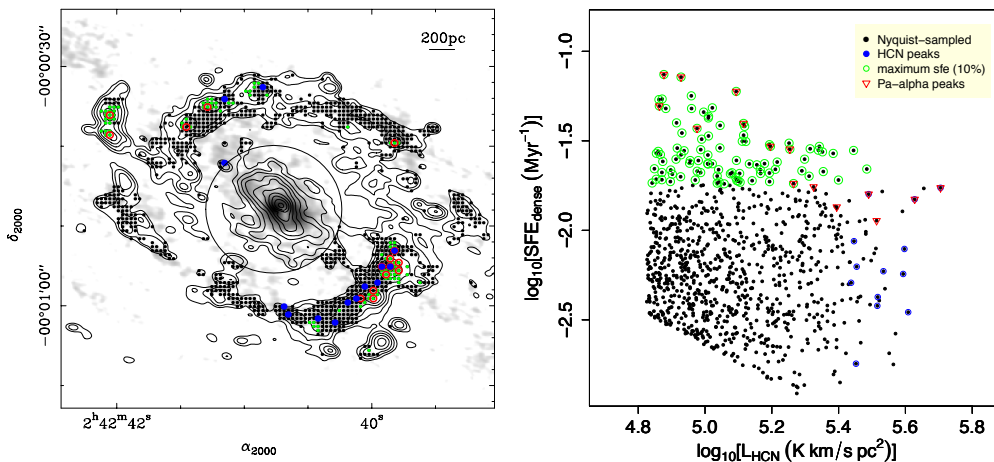 200pc
−00°00′30″
−00°01′00″
δ2000
2h42m42s
40s
α2000
Nyquist−sampled
HCN peaks
maximum sfe (10%)
Pa−alpha peaks
−1.0
−1.5
−2.0
−2.5
log10[SFEdense (Myr−1)]
4.8 5.0 5.2 5.4 5.6 5.8
log10[LHCN (K km/s pc2)]